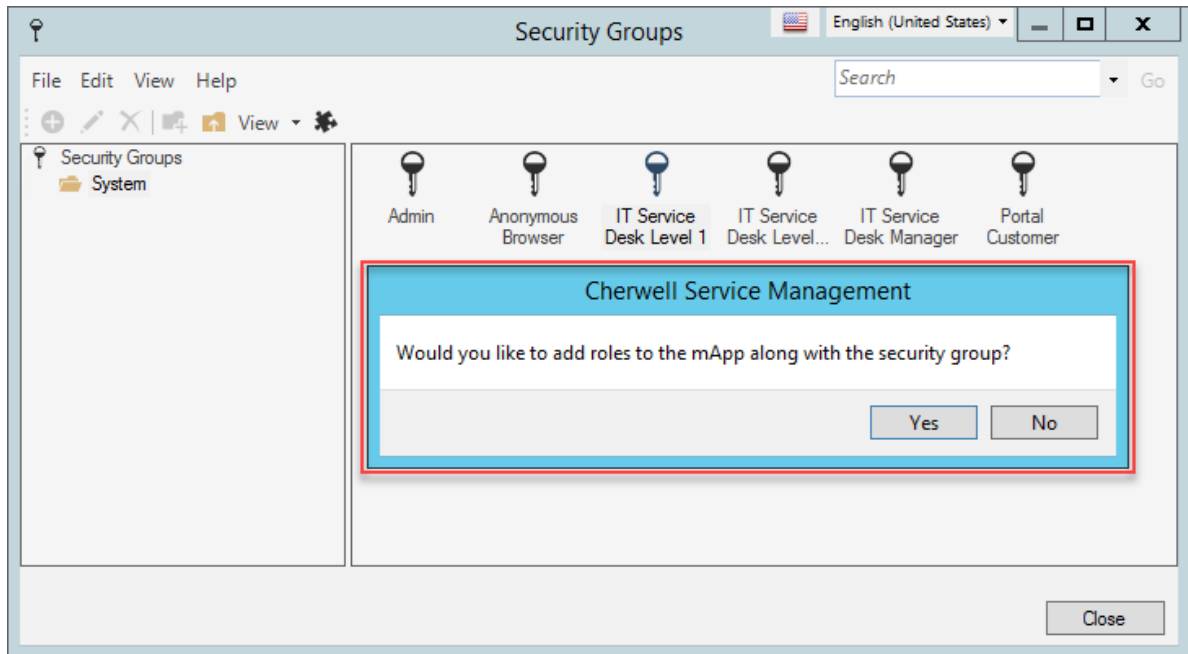 Security Groups
English (United States)
File Edit View Help
Search
Go
View
Security Groups
System
Admin
Anonymous
Browser
IT Service
Desk Level 1
IT Service
Desk Level...
IT Service
Desk Manager
Portal
Customer
Cherwell Service Management
Would you like to add roles to the mApp along with the security group?
Yes
No
Close